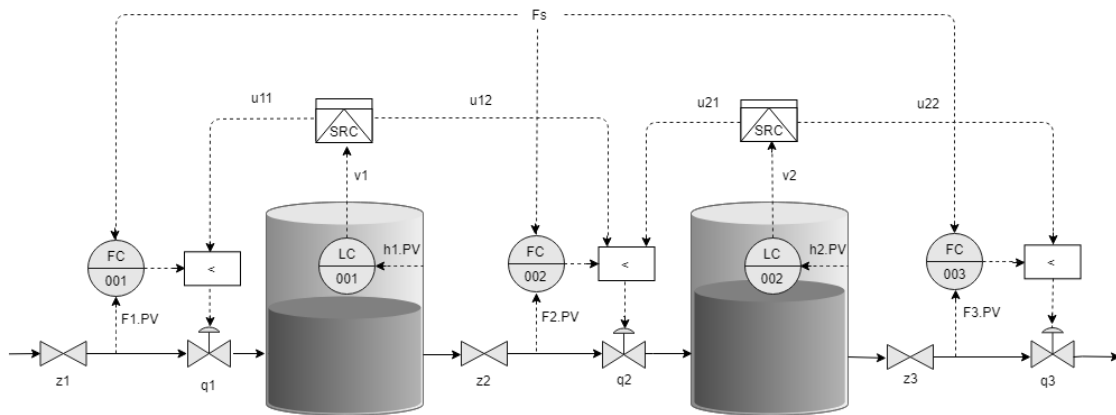 Fs
u11
u12
u21
u22
SRC
SRC
v1
v2
FC
001
<
LC
001
h1.PV
FC
002
<
LC
002
h2.PV
FC
003
<
F1.PV
F2.PV
F3.PV
z1
q1
z2
q2
z3
q3